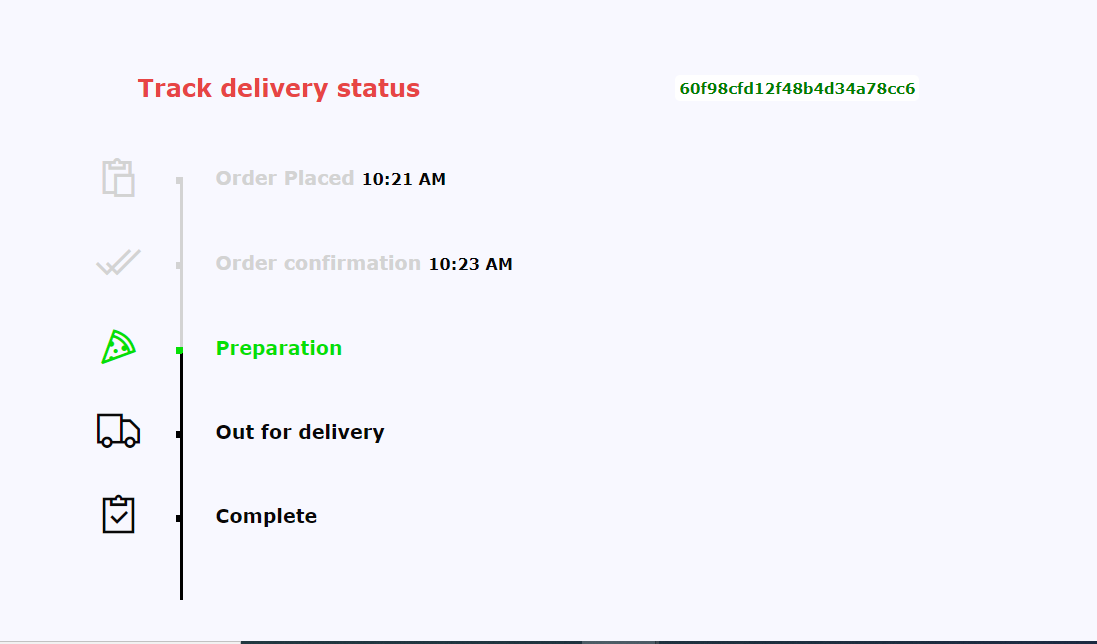 Track delivery status
60f98cfd12f48b4d34a78cc6
Order Placed 10:21 AM
Order confirmation 10:23 AM
Preparation
Out for delivery
Complete